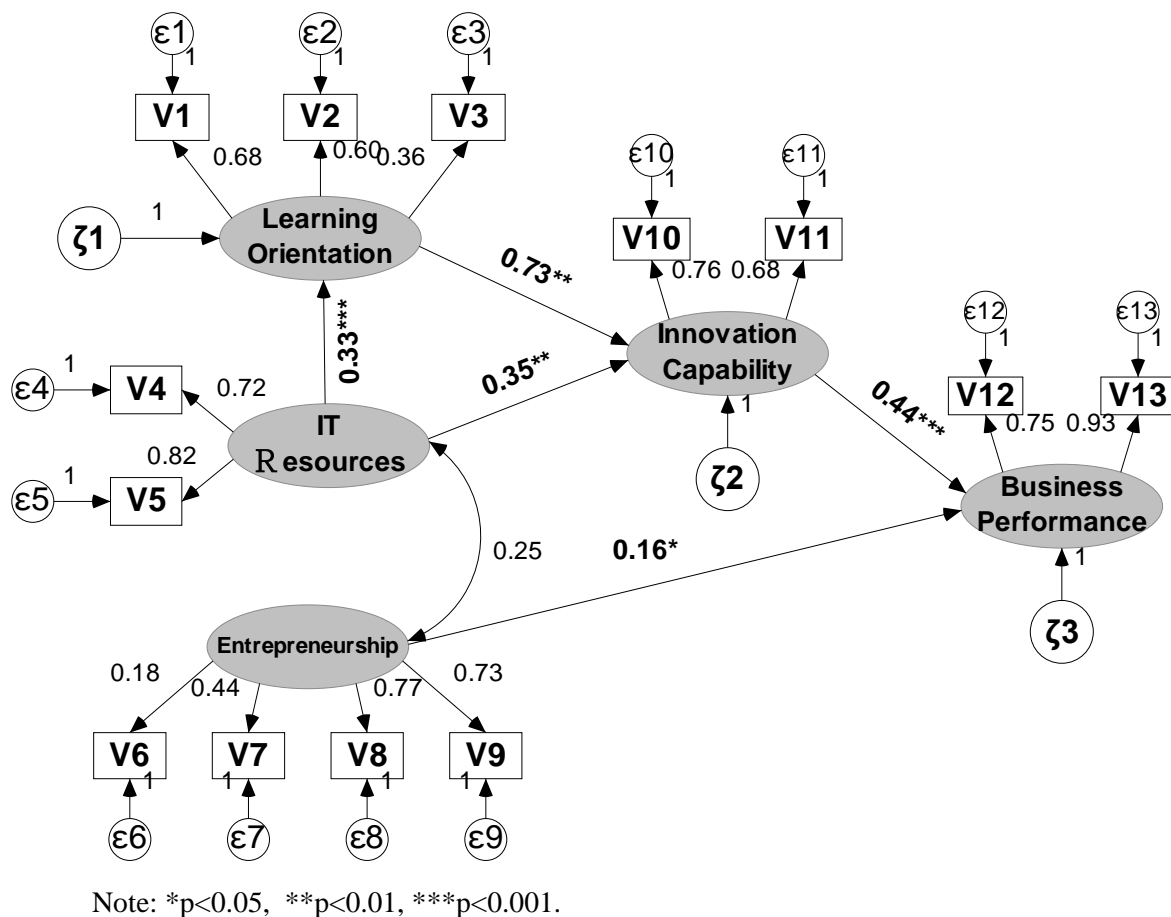 ε1 ε2 ε3
1 1 1
V1 V2 V3
0.68 0.60 0.36
ε10 ε11
1 1
ζ1 1 Learning
Orientation
V10 V11
0.73**
0.76 0.68
ε12 ε13
1 1
0.33***
Innovation
Capability
0.35**
ε4 1 V4 0.72
V12 V13
1
0.44***
0.75 0.93
IT
Resources
0.82
ε5 1 V5
ζ2
Business
Performance
0.25
0.16*
1
Entrepreneurship
ζ3
0.18 0.44 0.77 0.73
V6 V7 V8 V9
1 1 1 1
ε6 ε7 ε8 ε9
Note: *p<0.05, **p<0.01, ***p<0.001.